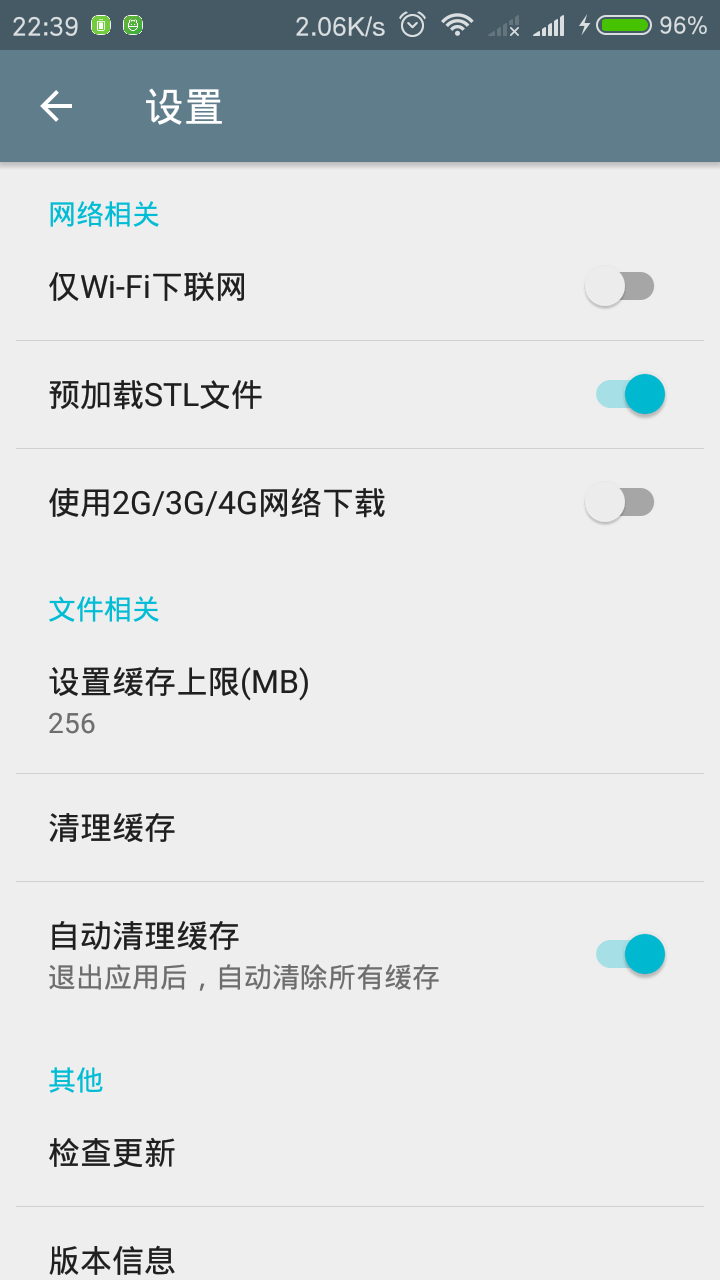 22:39 2.06K/s 96%
设置
网络相关
仅Wi-Fi下联网
预加载STL文件
使用2G/3G/4G网络下载
文件相关
设置缓存上限(MB)
256
清理缓存
自动清理缓存
退出应用后，自动清除所有缓存
其他
检查更新
版本信息